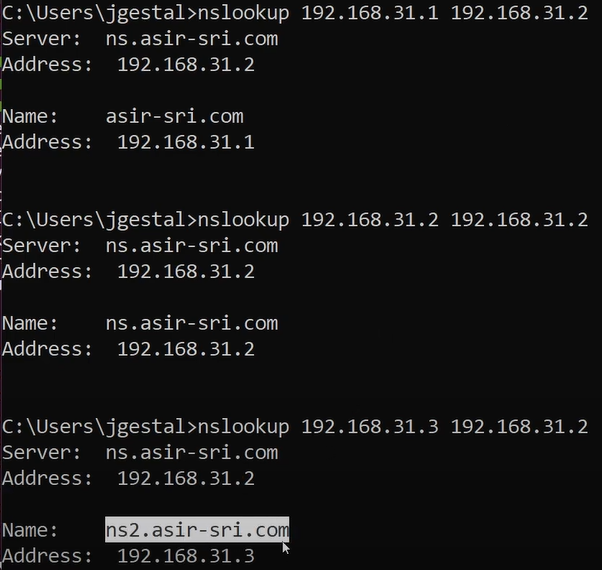 C:\Users\jgestal>nslookup 192.168.31.1 192.168.31.2
Server:  ns.asir-sri.com
Address:  192.168.31.2
Name:    asir-sri.com
Address:  192.168.31.1
C:\Users\jgestal>nslookup 192.168.31.2 192.168.31.2
Server:  ns.asir-sri.com
Address:  192.168.31.2
Name:    ns.asir-sri.com
Address:  192.168.31.2
C:\Users\jgestal>nslookup 192.168.31.3 192.168.31.2
Server:  ns.asir-sri.com
Address:  192.168.31.2
Name:    ns2.asir-sri.com
Address:  192.168.31.3